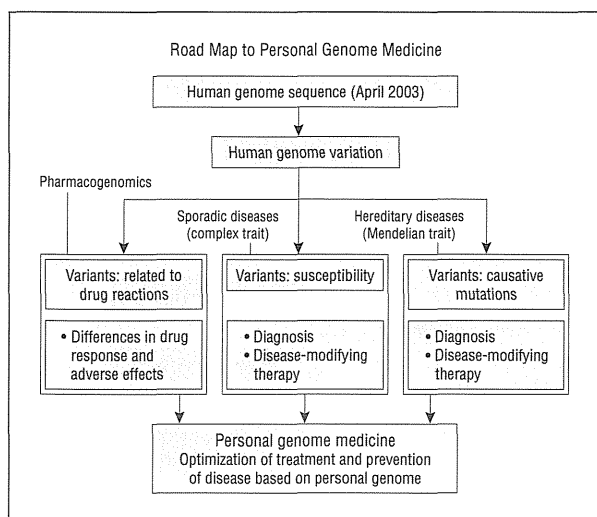 Road Map to Personal Genome Medicine
Human genome sequence (April 2003)
Human genome variation
Pharmacogenomics
Sporadic diseases
(complex trait)
Hereditary diseases
(Mendelian trait)
Variants: related to
drug reactions
• Differences in drug
response and
adverse effects
Variants: susceptibility
• Diagnosis
• Disease-modifying
therapy
Variants: causative
mutations
• Diagnosis
• Disease-modifying
therapy
Personal genome medicine
Optimization of treatment and prevention
of disease based on personal genome